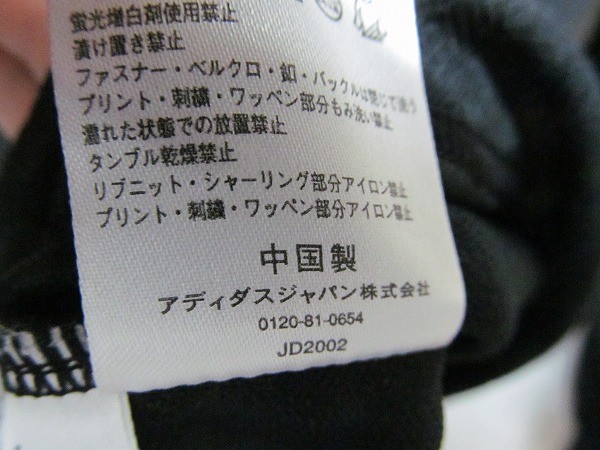 蛍光増白剤使用禁止
漬け置き禁止
ファスナー・ベルクロ・釦・バックルは閉じて洗う
プリント・刺繍・ワッペン部分もみ洗い禁止
濡れた状態での放置禁止
タンブル乾燥禁止
リブニット・シャーリング部分アイロン禁止
プリント・刺繍・ワッペン部分アイロン禁止
中国製
アディダスジャパン株式会社
0120-81-0654
JD2002